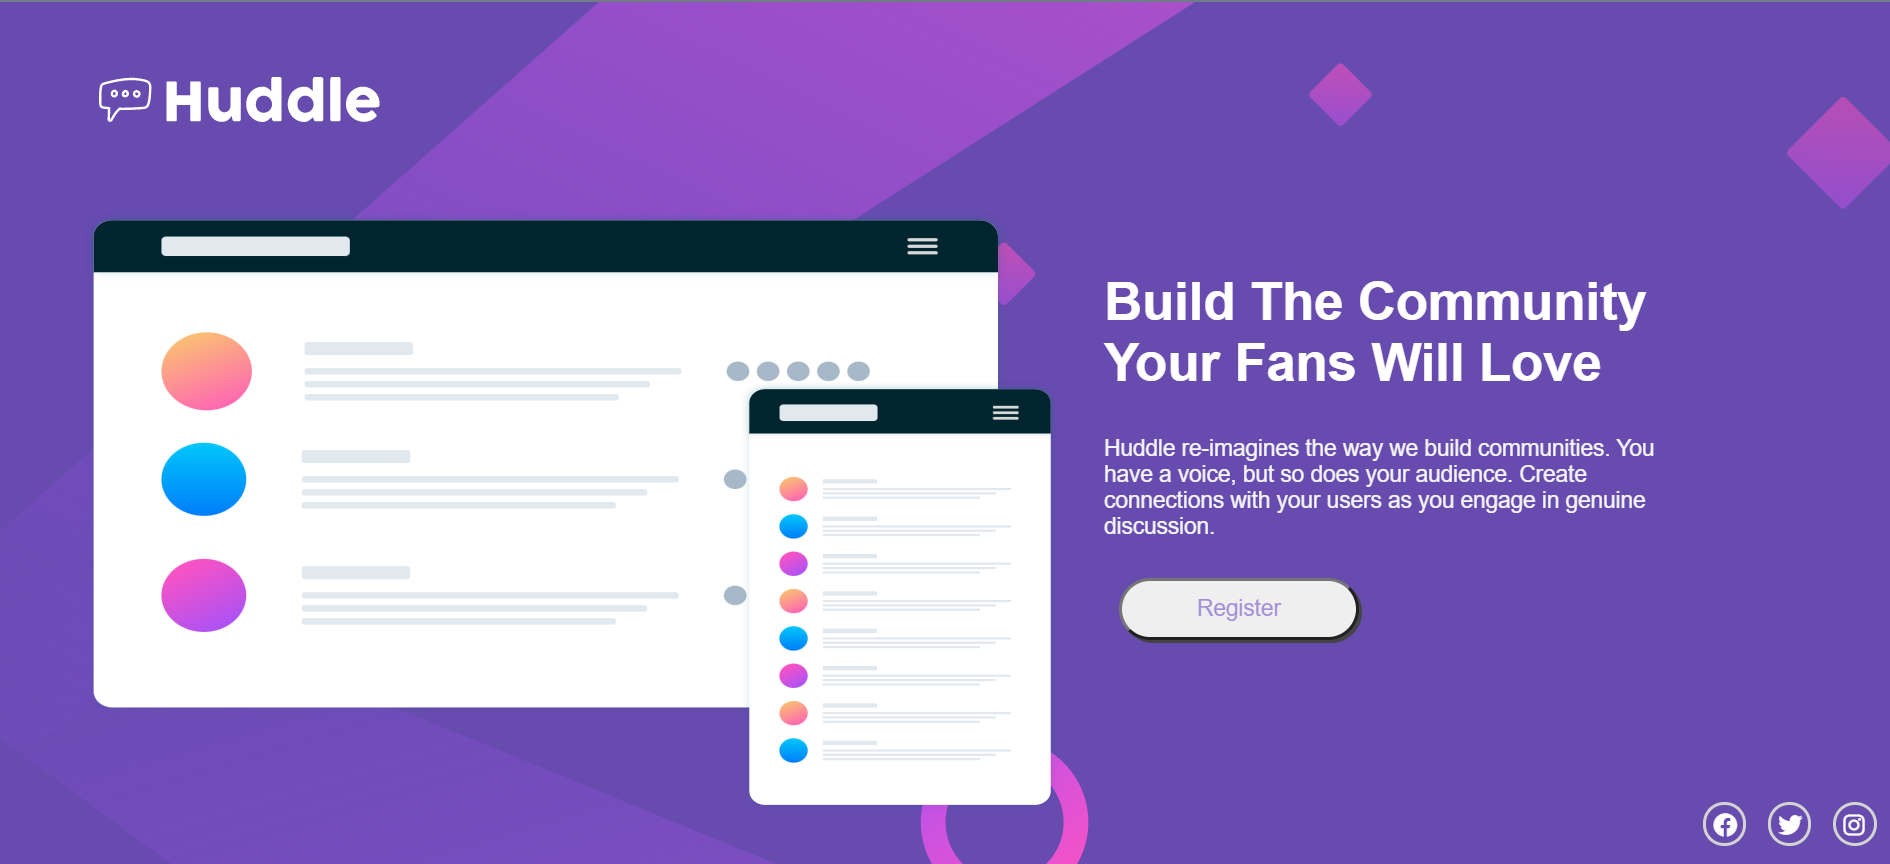 Huddle
Build The Community
Your Fans Will Love
Huddle re-imagines the way we build communities. You
have a voice, but so does your audience. Create
connections with your users as you engage in genuine
discussion.
Register